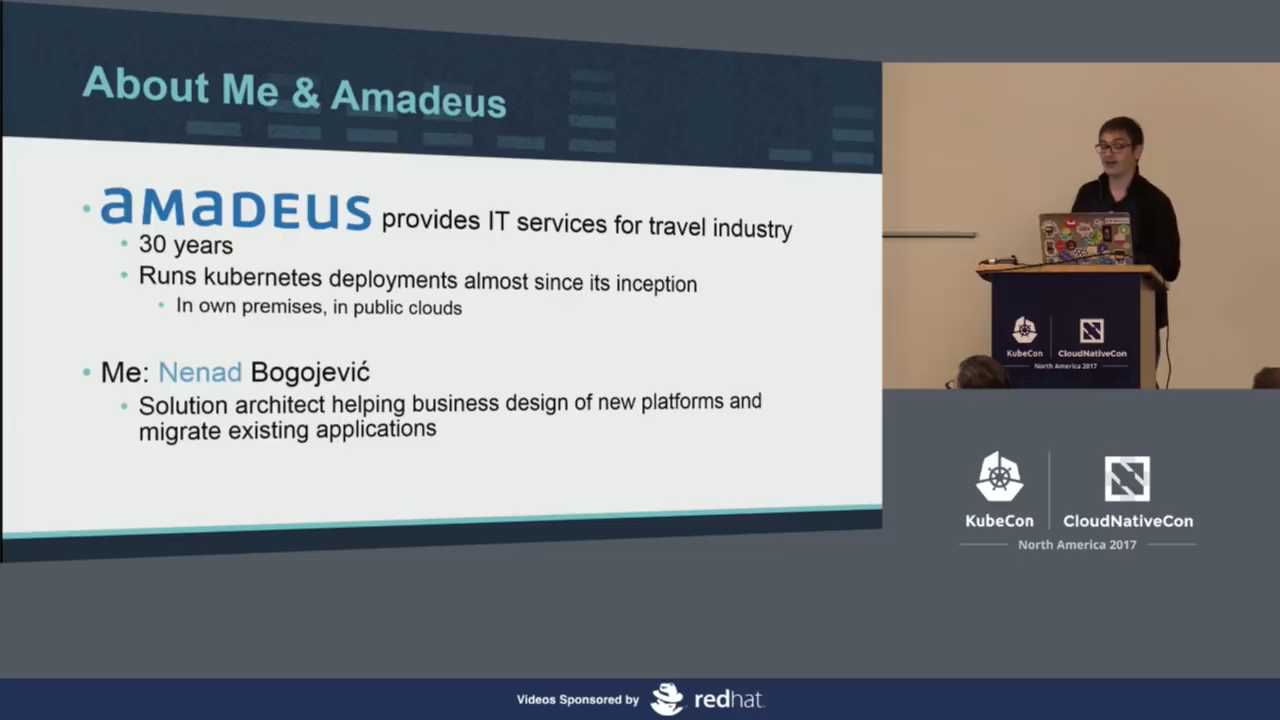 About Me & Amadeus
amadeus provides IT services for travel industry
30 years
Runs kubernetes deployments almost since its inception
In own premises, in public clouds
Me: Nenad Bogojević
Solution architect helping business design of new platforms and
migrate existing applications
KubeCon
CloudNativeCon
North America 2017
KubeCon
CloudNativeCon
North America 2017
Videos Sponsored by redhat.